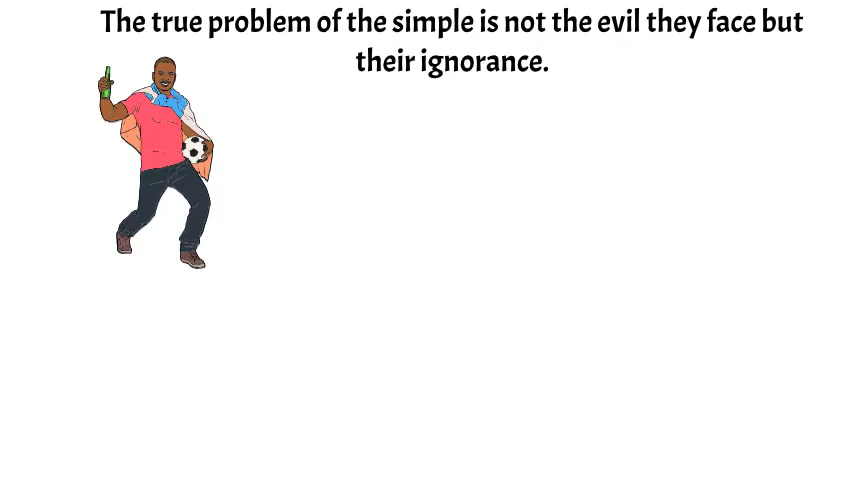 The true problem of the simple is not the evil they face but
their ignorance.